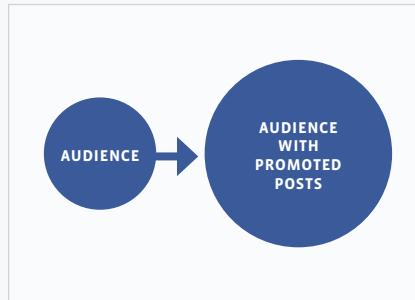 AUDIENCE
AUDIENCE
WITH
PROMOTED
POSTS